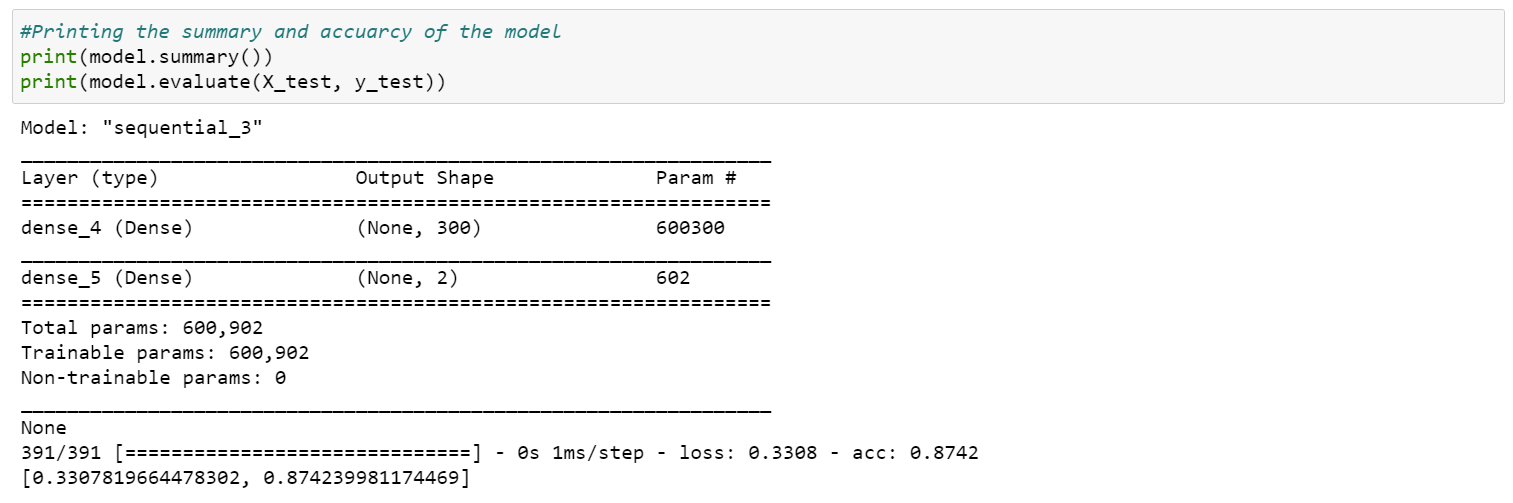 #Printing the summary and accuarcy of the model
print(model.summary())
print(model.evaluate(X_test, y_test))
Model: "sequential_3"
_________________________________________________________________
Layer (type)                 Output Shape              Param #
=================================================================
dense_4 (Dense)              (None, 300)               600300
_________________________________________________________________
dense_5 (Dense)              (None, 2)                 602
=================================================================
Total params: 600,902
Trainable params: 600,902
Non-trainable params: 0
_________________________________________________________________
None
391/391 [==============================] - 0s 1ms/step - loss: 0.3308 - acc: 0.8742
[0.3307819664478302, 0.874239981174469]